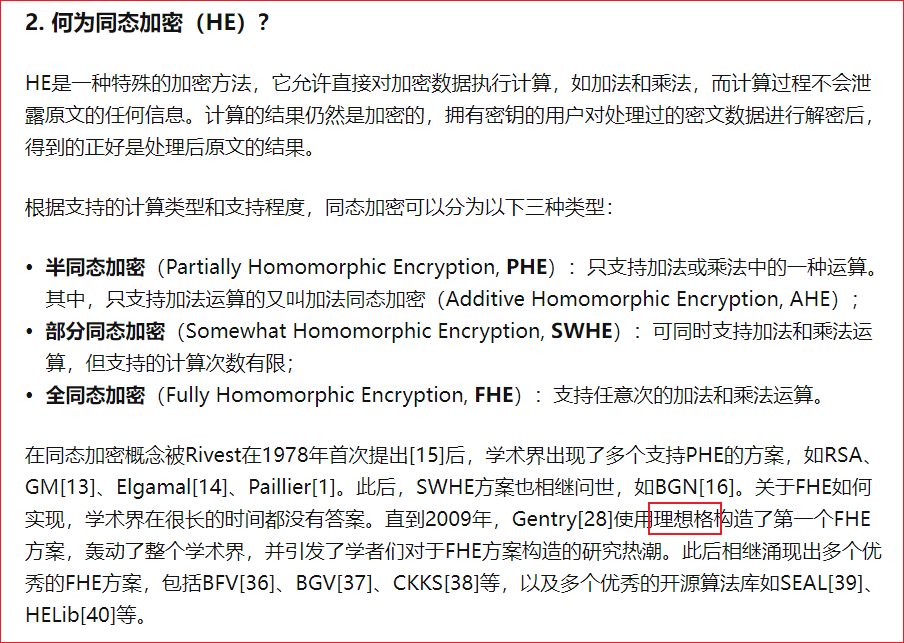 2. 何为同态加密（HE）？
HE是一种特殊的加密方法，它允许直接对加密数据执行计算，如加法和乘法，而计算过程不会泄
露原文的任何信息。计算的结果仍然是加密的，拥有密钥的用户对处理过的密文数据进行解密后，
得到的正好是处理后原文的结果。
根据支持的计算类型和支持程度，同态加密可以分为以下三种类型：
• 半同态加密（Partially Homomorphic Encryption, PHE）：只支持加法或乘法中的一种运算。
其中，只支持加法运算的又叫加法同态加密（Additive Homomorphic Encryption, AHE）；
• 部分同态加密（Somewhat Homomorphic Encryption, SWHE）：可同时支持加法和乘法运
算，但支持的计算次数有限；
• 全同态加密（Fully Homomorphic Encryption, FHE）：支持任意次的加法和乘法运算。
在同态加密概念被Rivest在1978年首次提出[15]后，学术界出现了多个支持PHE的方案，如RSA、
GM[13]、Elgamal[14]、Paillier[1]。此后，SWHE方案也相继问世，如BGN[16]。关于FHE如何
实现，学术界在很长的时间都没有答案。直到2009年，Gentry[28]使用理想格构造了第一个FHE
方案，轰动了整个学术界，并引发了学者们对于FHE方案构造的研究热潮。此后相继涌现出多个优
秀的FHE方案，包括BFV[36]、BGV[37]、CKKS[38]等，以及多个优秀的开源算法库如SEAL[39]、
HELib[40]等。